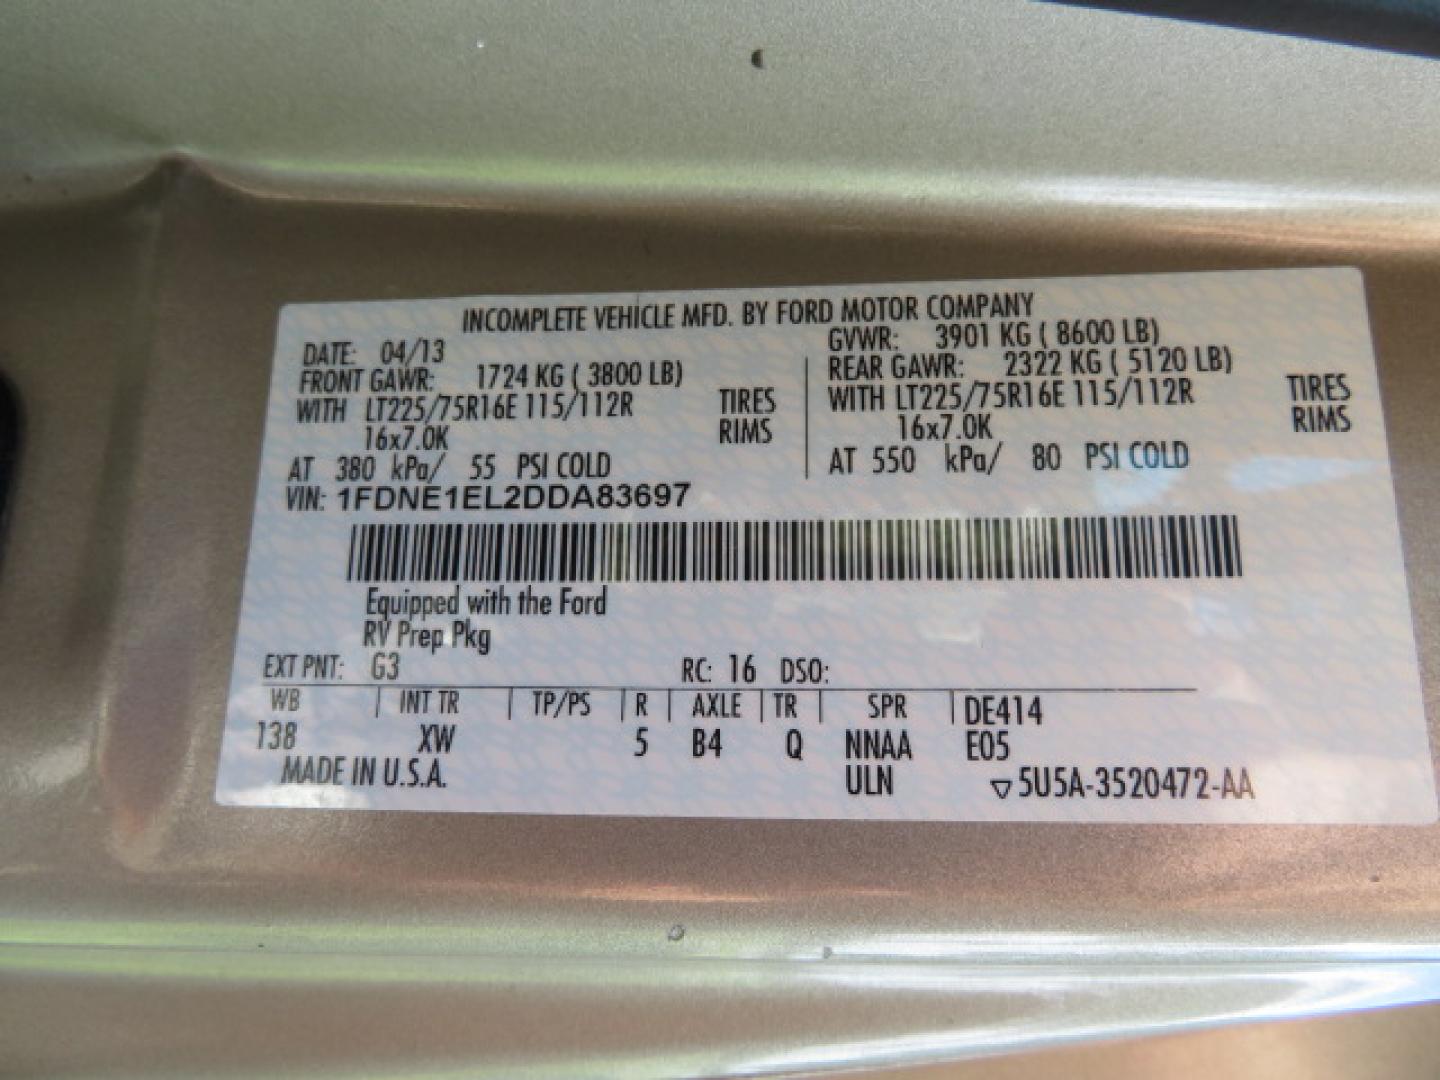 INCOMPLETE VEHICLE MFD. BY FORD MOTOR COMPANY
DATE: 04/13 GVWR: 3901 KG ( 8600 LB)
FRONT GAWR: 1724 KG ( 3800 LB) REAR GAWR: 2322 KG ( 5120 LB)
WITH LT225/75R16E 115/112R TIRES WITH LT225/75R16E 115/112R TIRES
16x7.0K RIMS 16x7.0K RIMS
AT 380 kPa/ 55 PSI COLD AT 550 kPa/ 80 PSI COLD
VIN: 1FDNE1EL2DDA83697
Equipped with the Ford
RV Prep Pkg
EXT PNT: G3 RC: 16 DSO:
WB | INT TR | TP/PS | R | AXLE | TR | SPR | DE414
138 XW 5 B4 Q NNAA E05
MADE IN U.S.A. ULN ▽5U5A-3520472-AA